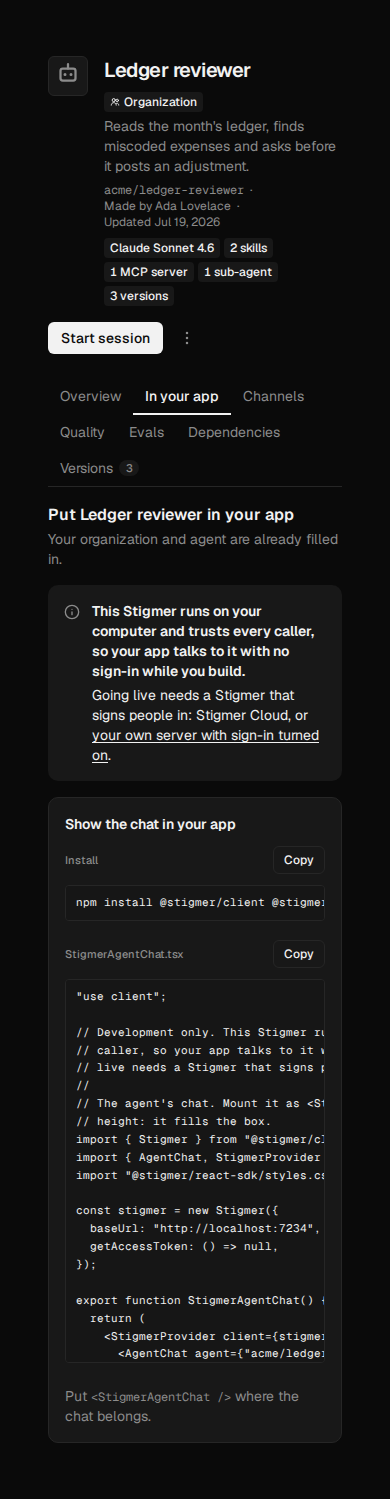 Ledger reviewer
Organization
Reads the month's ledger, finds
miscoded expenses and asks before
it posts an adjustment.
acme/ledger-reviewer ·
Made by Ada Lovelace ·
Updated Jul 19, 2026
Claude Sonnet 4.6 2 skills
1 MCP server 1 sub-agent
3 versions
Start session
Overview In your app Channels
Quality Evals Dependencies
Versions 3
Put Ledger reviewer in your app
Your organization and agent are already filled
in.
This Stigmer runs on your
computer and trusts every caller,
so your app talks to it with no
sign-in while you build.
Going live needs a Stigmer that
signs people in: Stigmer Cloud, or
your own server with sign-in turned
on.
Show the chat in your app
Install Copy
npm install @stigmer/client @stigmer
StigmerAgentChat.tsx Copy
"use client";
// Development only. This Stigmer ru
// caller, so your app talks to it w
// live needs a Stigmer that signs p
//
// The agent's chat. Mount it as <St
// height: it fills the box.
import { Stigmer } from "@stigmer/cl
import { AgentChat, StigmerProvider
import "@stigmer/react-sdk/styles.cs
const stigmer = new Stigmer({
baseUrl: "http://localhost:7234",
getAccessToken: () => null,
});
export function StigmerAgentChat() {
return (
<StigmerProvider client={stigmer
<AgentChat agent={"acme/ledger
Put <StigmerAgentChat /> where the
chat belongs.